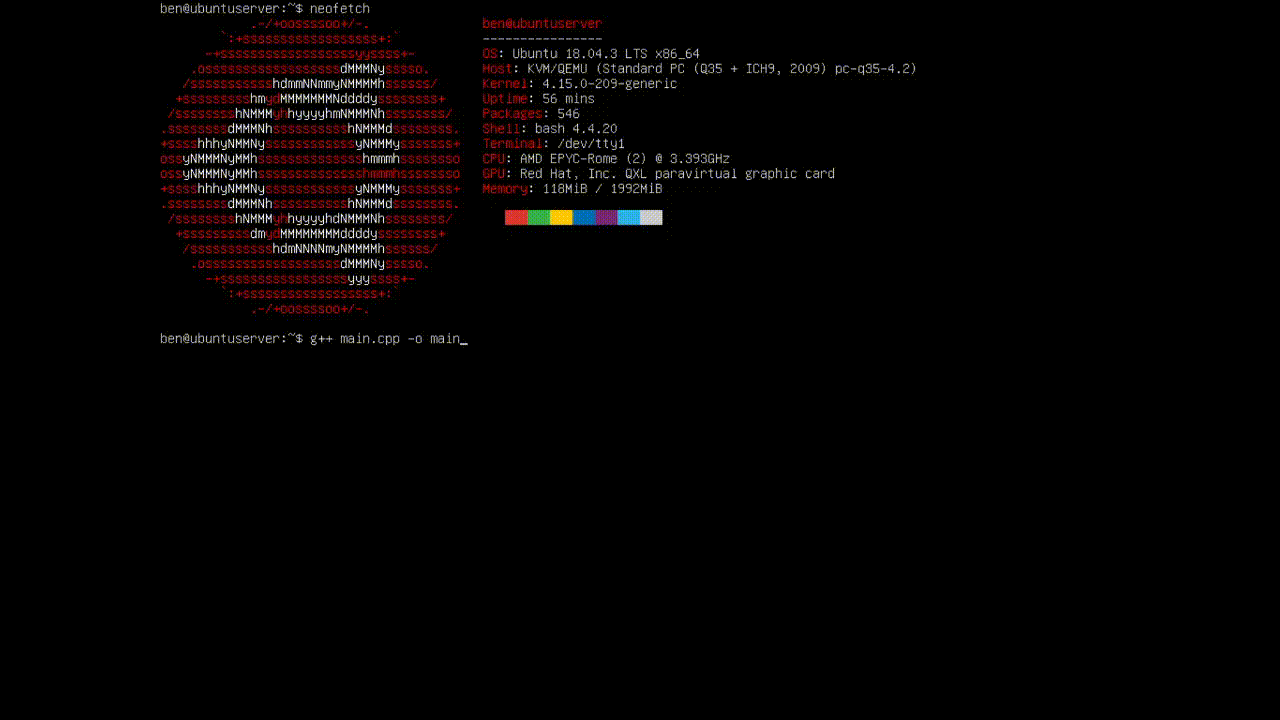 ben@ubuntuserver:~$ neofetch
.-/+oossssoo+/-. ben@ubuntuserver
`:+ssssssssssssssssss+:` ----------------
-+ssssssssssssssssssyyssss+- OS: Ubuntu 18.04.3 LTS x86_64
.ossssssssssssssssssdMMMNysssso. Host: KVM/QEMU (Standard PC (Q35 + ICH9, 2009) pc-q35-4.2)
/ssssssssssshdmmNNmmyNMMMMhssssss/ Kernel: 4.15.0-209-generic
+ssssssssshmydMMMMMMMNddddyssssssss+ Uptime: 56 mins
/sssssssshNMMMyhhyyyyhmNMMMNhssssssss/ Packages: 546
.ssssssssdMMMNhsssssssssshNMMMdssssssss. Shell: bash 4.4.20
+sssshhhyNMMNyssssssssssssyNMMMysssssss+ Terminal: /dev/tty1
ossyNMMMNyMMhsssssssssssssshmmmhssssssso CPU: AMD EPYC-Rome (2) @ 3.393GHz
ossyNMMMNyMMhsssssssssssssshmmmhssssssso GPU: Red Hat, Inc. QXL paravirtual graphic card
+sssshhhyNMMNyssssssssssssyNMMMysssssss+ Memory: 118MiB / 1992MiB
.ssssssssdMMMNhsssssssssshNMMMdssssssss.
/sssssssshNMMMyhhyyyyhdNMMMNhssssssss/
+sssssssssdmydMMMMMMMMddddyssssssss+
/ssssssssssshdmNNNNmyNMMMMhssssss/
.ossssssssssssssssssdMMMNysssso.
-+sssssssssssssssssyyyssss+-
`:+ssssssssssssssssss+:`
.-/+oossssoo+/-.
ben@ubuntuserver:~$ g++ main.cpp -o main_